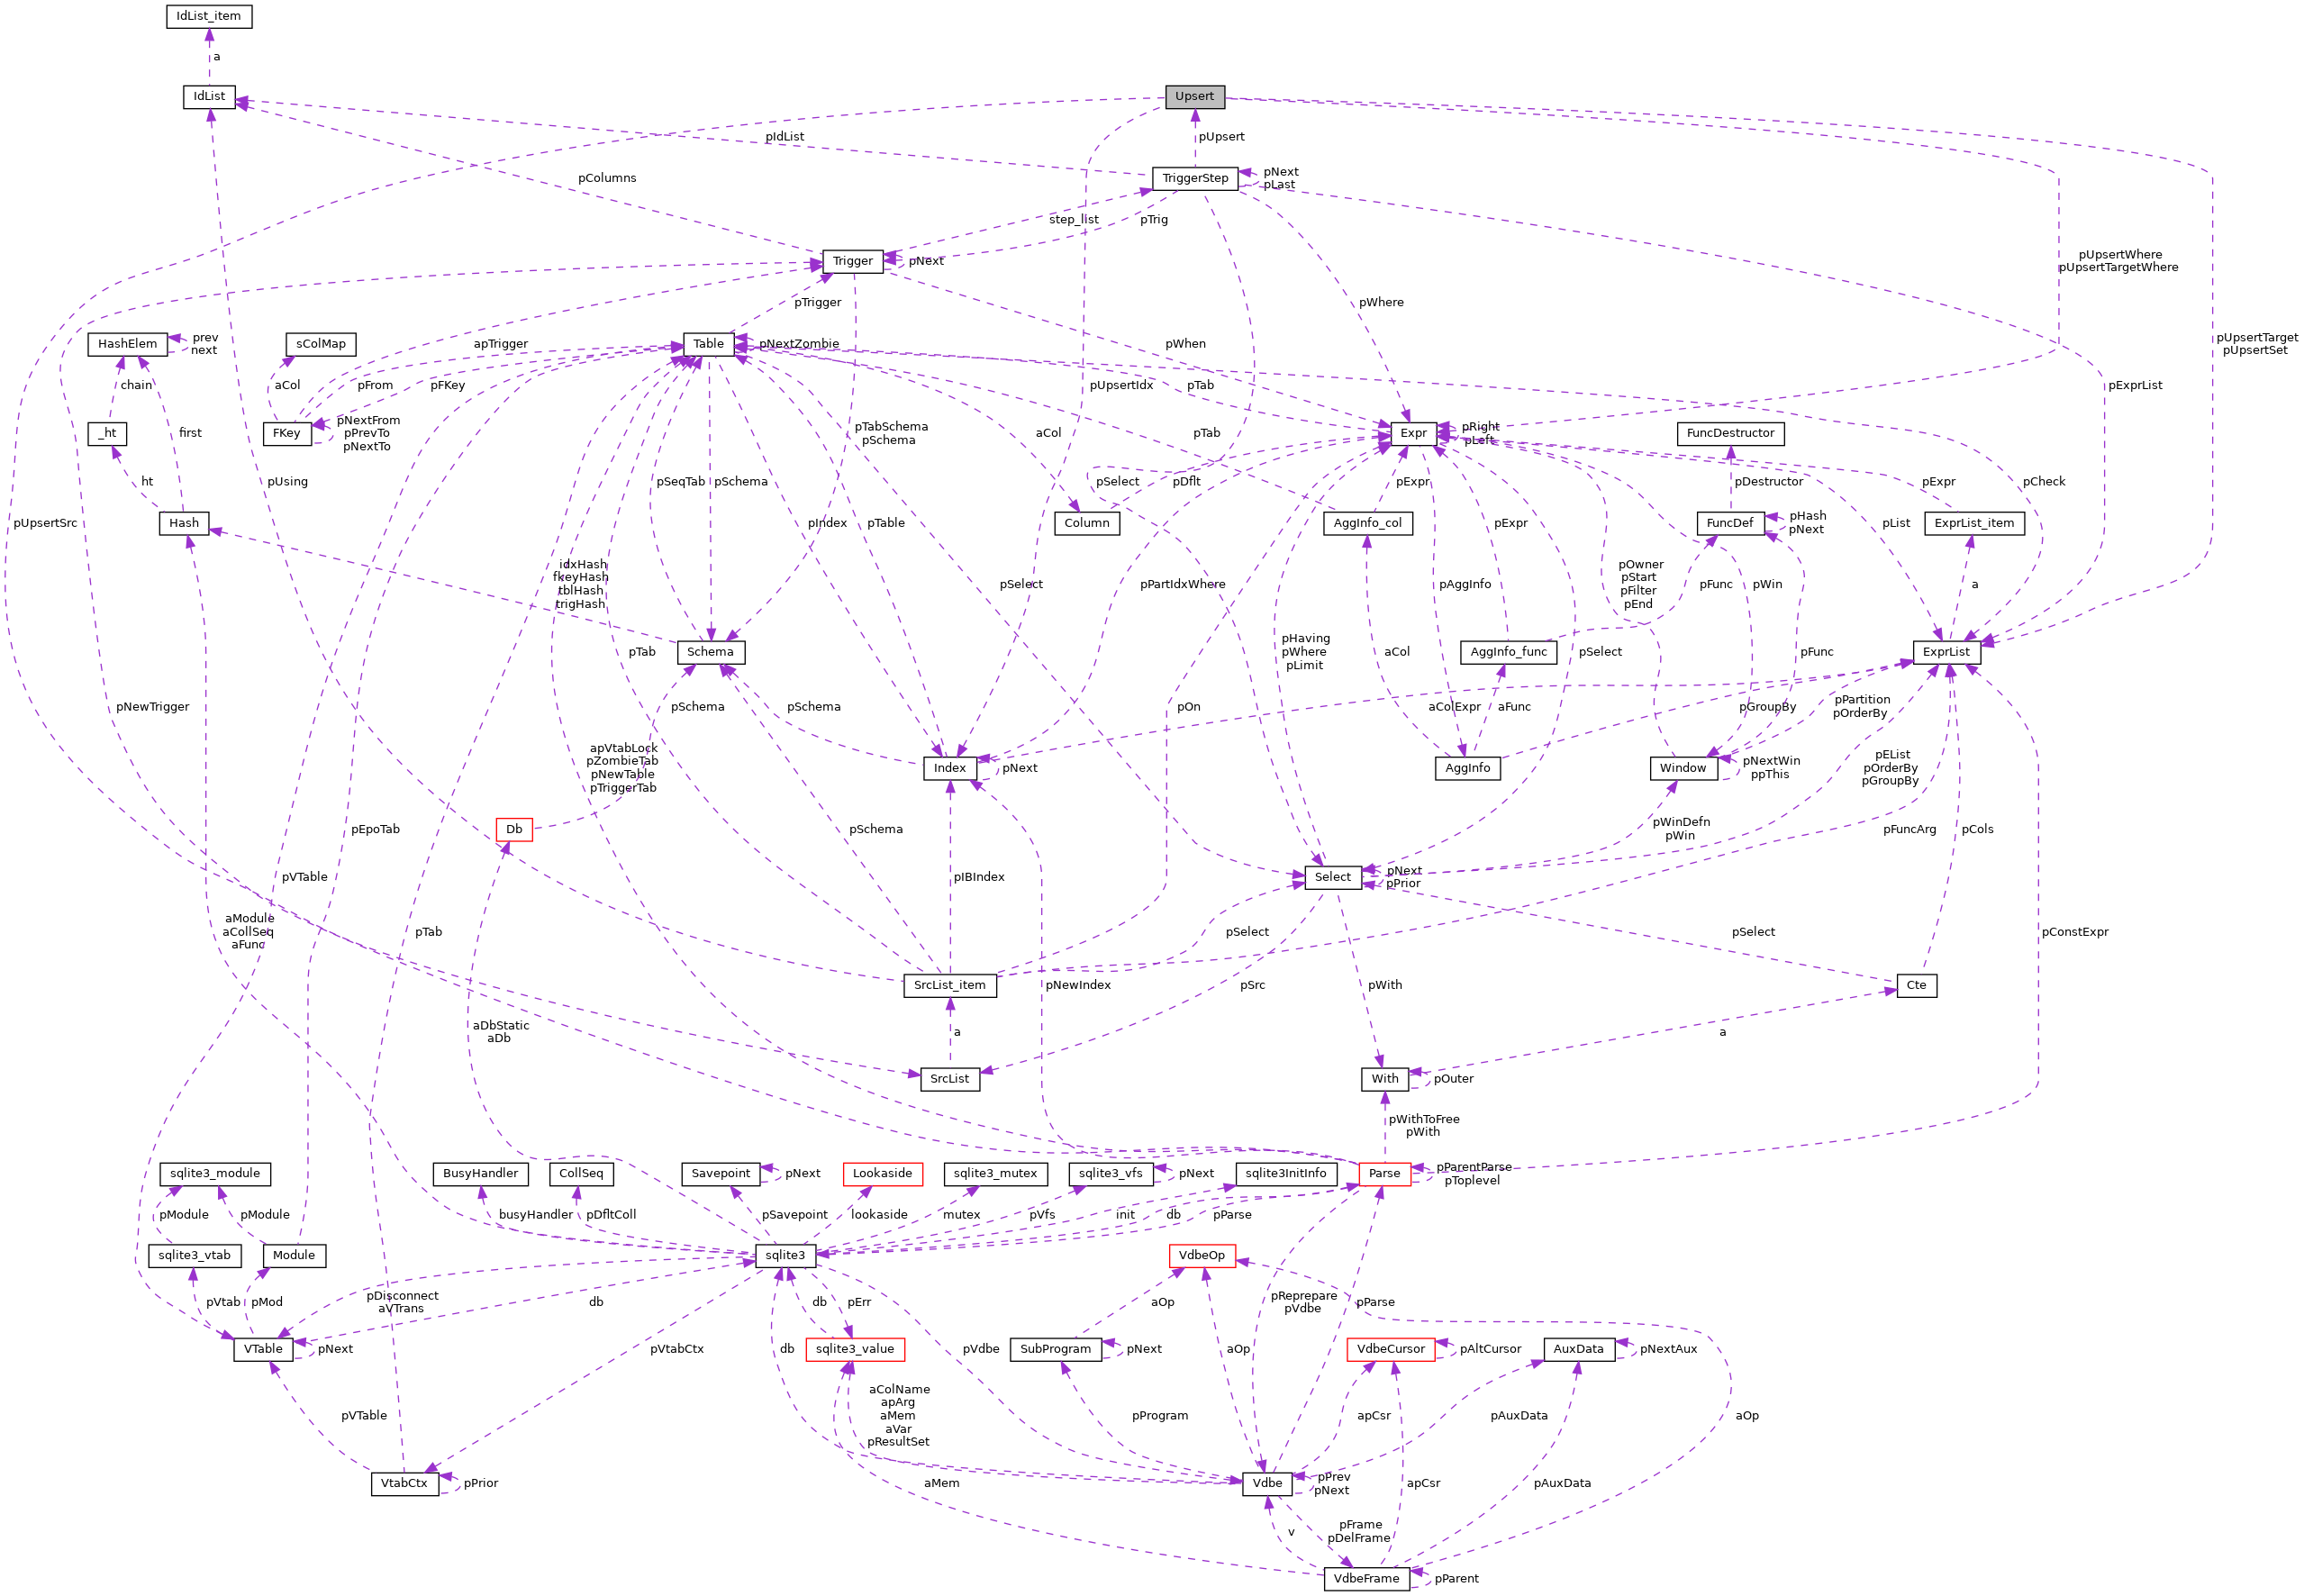 IdList_item
a
IdList
Upsert
pIdList
pUpsert
TriggerStep
pNext
pLast
pColumns
step_list
pTrig
Trigger
pNext
pUpsertWhere
pUpsertTargetWhere
pTrigger
pWhere
HashElem
prev
next
sColMap
apTrigger
Table
pNextZombie
pWhen
pUpsertTarget
pUpsertSet
chain
aCol
pFrom
pFKey
pUpsertIdx
pTab
pExprList
_ht
first
FKey
pNextFrom
pPrevTo
pNextTo
pTabSchema
pSchema
aCol
pTab
Expr
pRight
pLeft
FuncDestructor
ht
pUsing
pSeqTab
pSchema
pSelect
pDflt
pExpr
pDestructor
pExpr
pCheck
pUpsertSrc
Hash
pIndex
pTable
Column
AggInfo_col
pExpr
pList
FuncDef
pHash
pNext
ExprList_item
idxHash
fkeyHash
tblHash
trigHash
pSelect
pPartIdxWhere
pAggInfo
pOwner
pStart
pFilter
pEnd
pFunc
pWin
a
Schema
pTab
pHaving
pWhere
pLimit
aCol
AggInfo_func
pSelect
pFunc
ExprList
pNewTrigger
pSchema
pSchema
pOn
aColExpr
aFunc
pGroupBy
pPartition
pOrderBy
apVtabLock
pZombieTab
pNewTable
pTriggerTab
Index
pNext
AggInfo
Window
pNextWin
ppThis
pEList
pOrderBy
pGroupBy
Db
pEpoTab
pSchema
pWinDefn
pWin
pFuncArg
pCols
pVTable
pIBIndex
Select
pNext
pPrior
aModule
aCollSeq
aFunc
pTab
pSelect
pSelect
pConstExpr
SrcList_item
pNewIndex
pSrc
pWith
Cte
aDbStatic
aDb
a
a
SrcList
With
pOuter
pWithToFree
pWith
sqlite3_module
BusyHandler
CollSeq
Savepoint
pNext
Lookaside
sqlite3_mutex
sqlite3_vfs
pNext
sqlite3InitInfo
Parse
pParentParse
pToplevel
pModule
pModule
busyHandler
pDfltColl
pSavepoint
lookaside
mutex
pVfs
init
db
pParse
sqlite3_vtab
Module
sqlite3
VdbeOp
pVtab
pMod
pDisconnect
aVTrans
db
db
pErr
aOp
pReprepare
pVdbe
pParse
VTable
pNext
pVtabCtx
db
sqlite3_value
pVdbe
SubProgram
pNext
aOp
VdbeCursor
pAltCursor
AuxData
pNextAux
pVTable
aColName
apArg
aMem
aVar
pResultSet
pProgram
apCsr
pAuxData
aOp
VtabCtx
pPrior
aMem
Vdbe
pPrev
pNext
apCsr
pAuxData
v
pFrame
pDelFrame
VdbeFrame
pParent